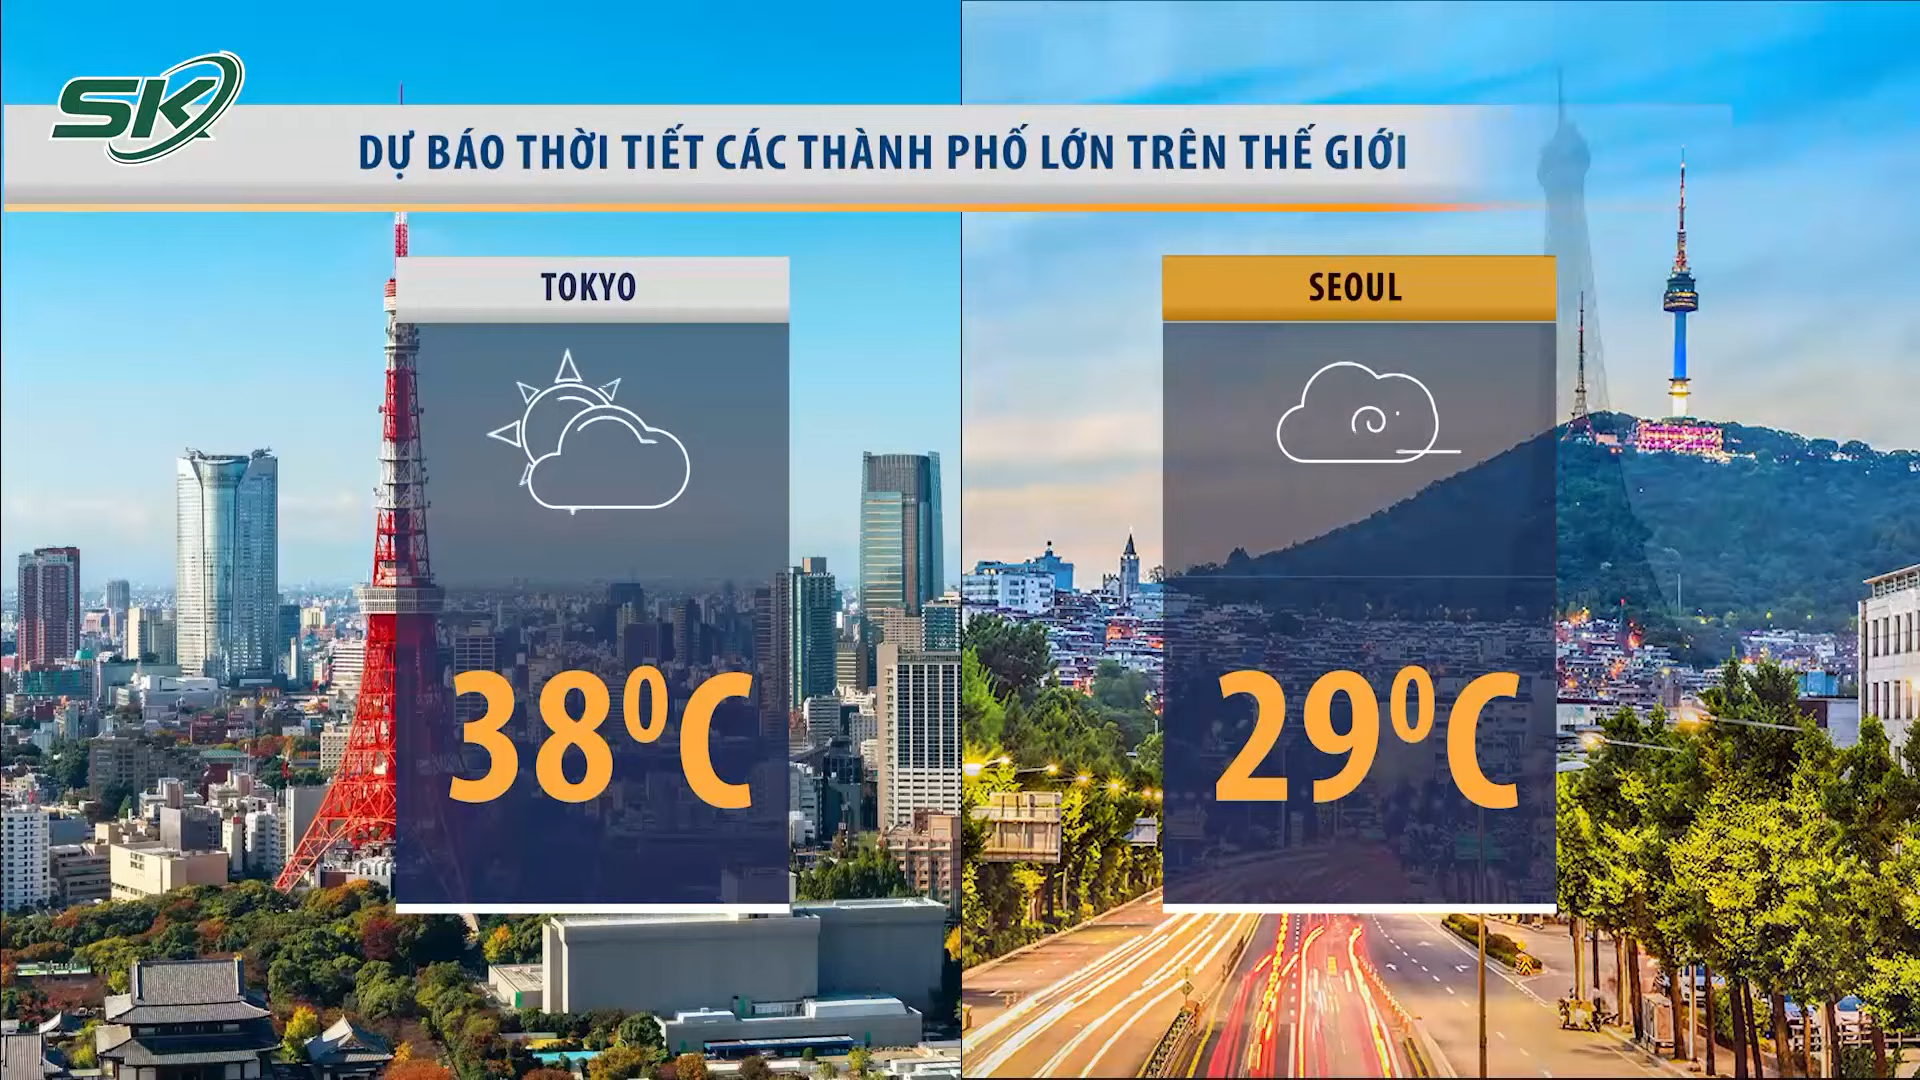 SK
DỰ BÁO THỜI TIẾT CÁC THÀNH PHỐ LỚN TRÊN THẾ GIỚI
TOKYO
SEOUL
38⁰C
29⁰C